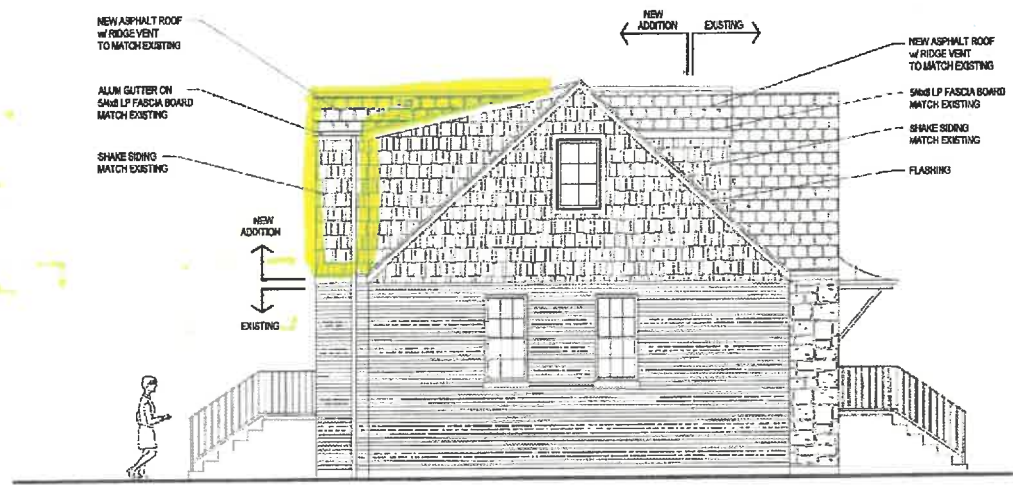 NEW ASPHALT ROOF
w/ RIDGE VENT
TO MATCH EXISTING
ALUM GUTTER ON
5/4x8 LP FASCIA BOARD
MATCH EXISTING
SHAKE SIDING
MATCH EXISTING
NEW
ADDITION
EXISTING
NEW
ADDITION
EXISTING
NEW ASPHALT ROOF
w/ RIDGE VENT
TO MATCH EXISTING
5/4x8 LP FASCIA BOARD
MATCH EXISTING
SHAKE SIDING
MATCH EXISTING
FLASHING